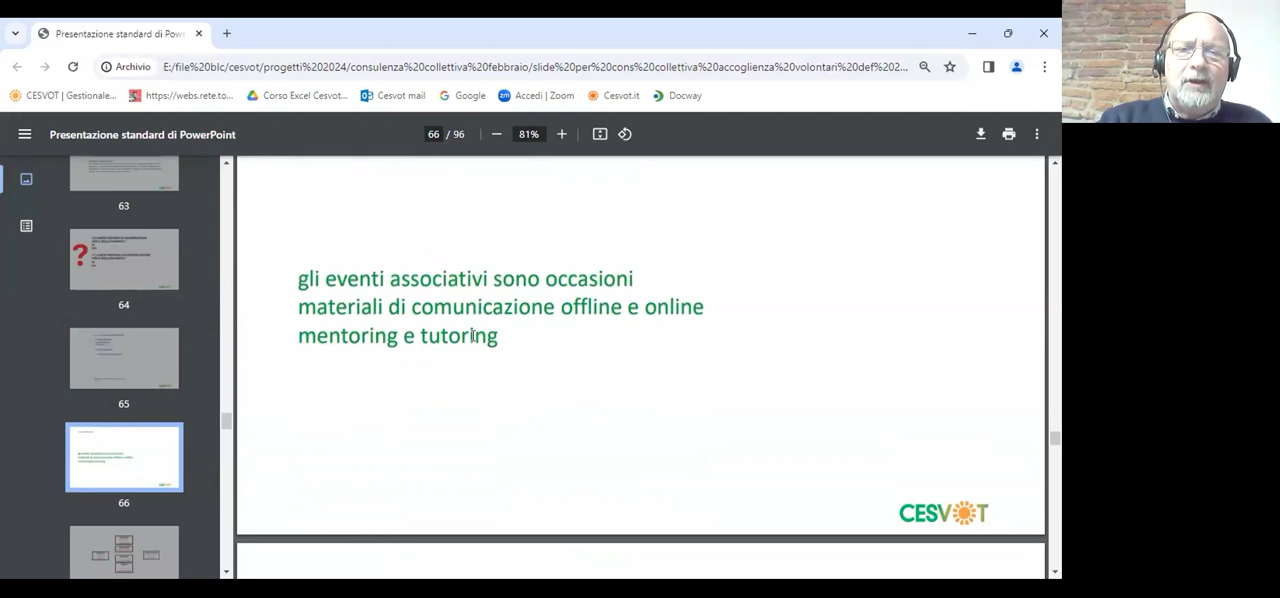 Presentazione standard di Pow
Archivio
E:/file%20blc/cesvot/progetti%202024/consulenza%20collettiva%20febbraio/slide%20per%20cons%20collettiva%20accoglienza%20volontari%20def%202...
CESVOT | Gestionale...
https://webs.rete.to...
Corso Excel Cesvot...
Cesvot mail
Google
Accedi | Zoom
Cesvot.it
Docway
Presentazione standard di PowerPoint
66 / 96
81%
63
?
64
65
66
gli eventi associativi sono occasioni
materiali di comunicazione offline e online
mentoring e tutoring
CESVOT